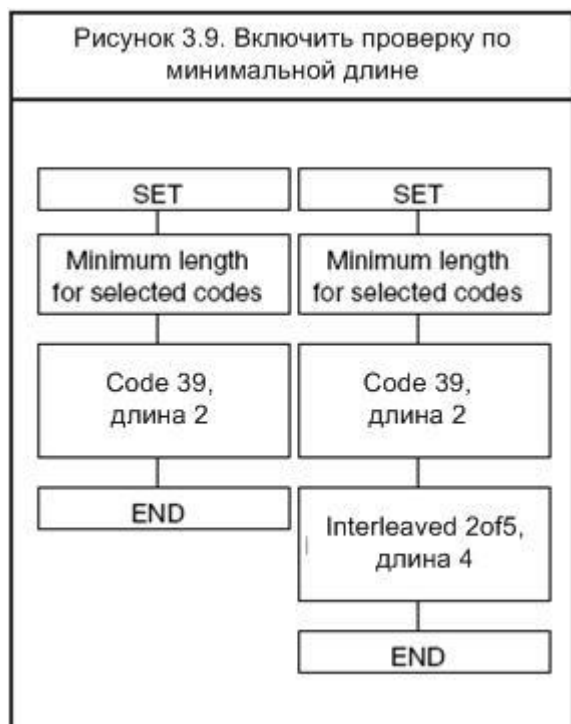 Рисунок 3.9. Включить проверку по
минимальной длине
SET
Minimum length
for selected codes
Code 39,
длина 2
END
SET
Minimum length
for selected codes
Code 39,
длина 2
Interleaved 2of5,
длина 4
END